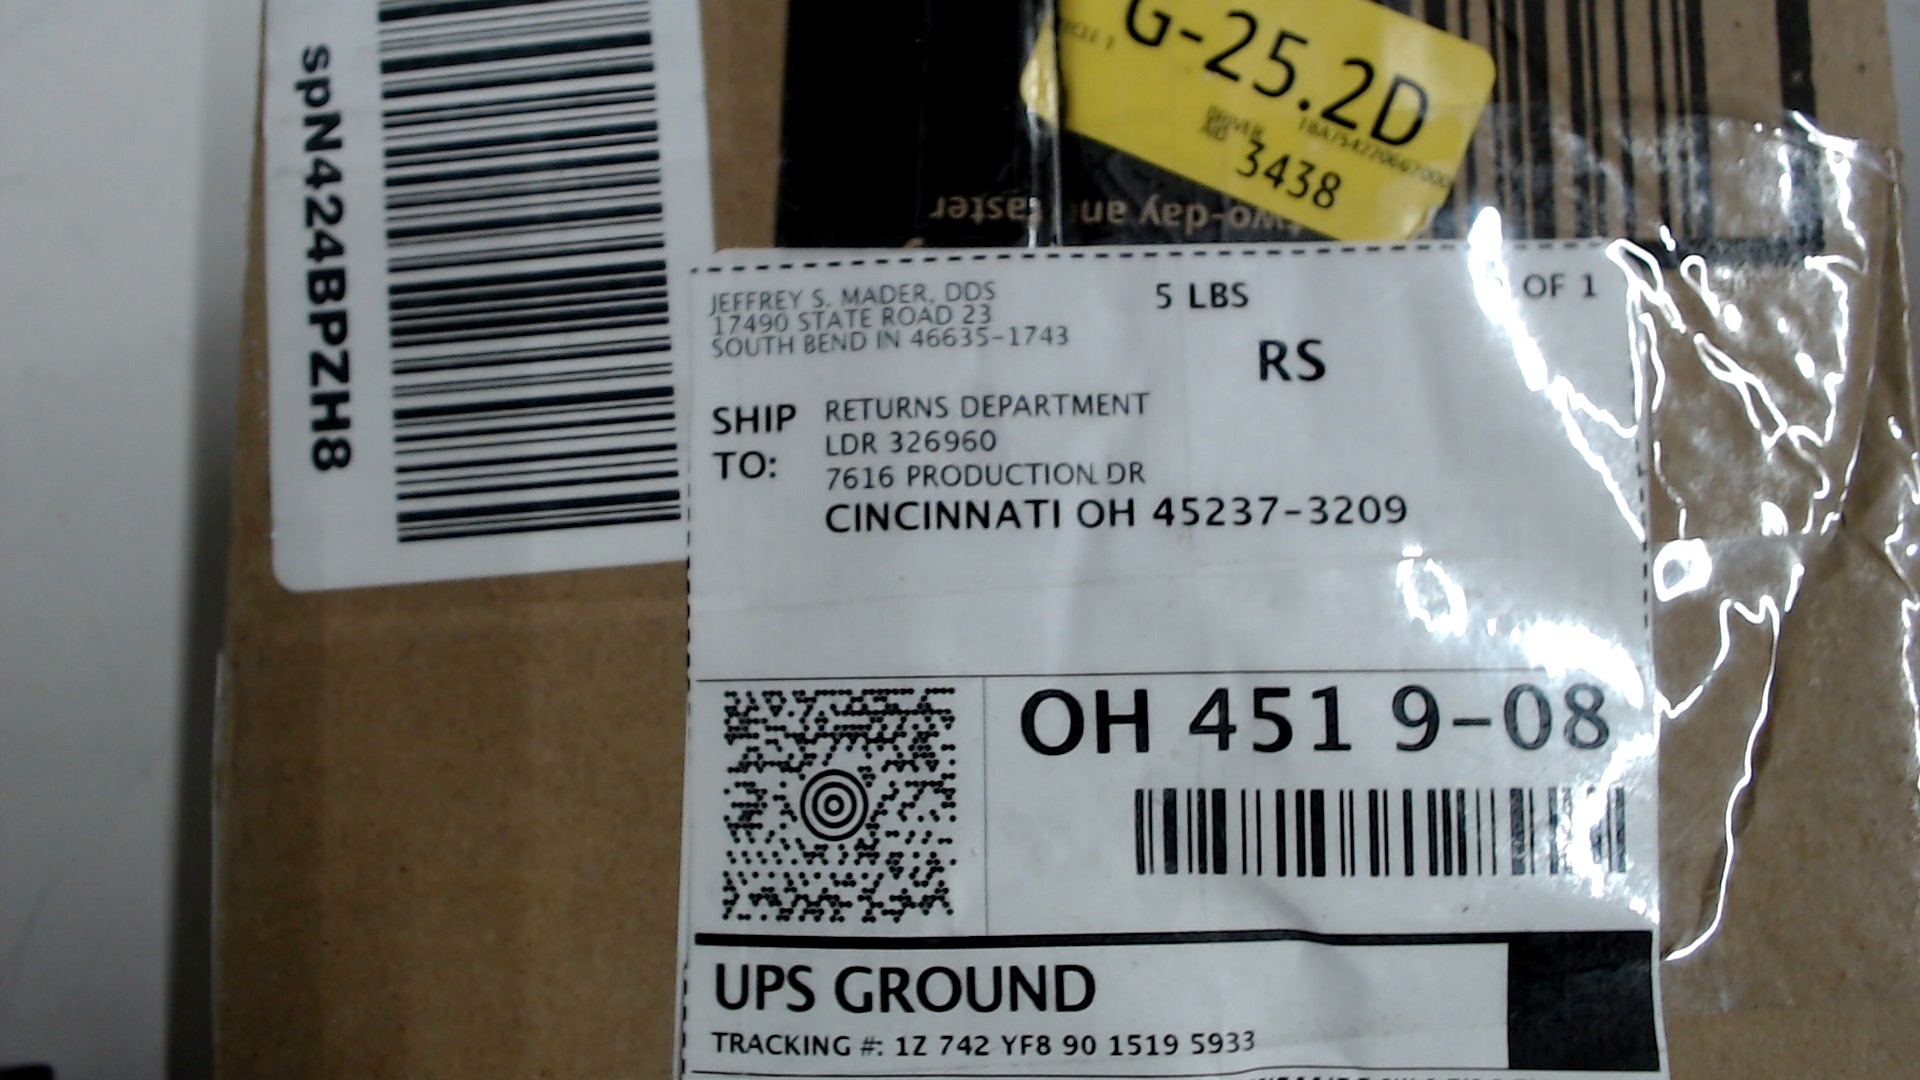 spN424BPZH8
G-25.2D
DRIVER
AID
3438
two-day and faster
JEFFREY S. MADER, DDS
17490 STATE ROAD 23
SOUTH BEND IN 46635-1743
5 LBS
OF 1
RS
SHIP TO:
RETURNS DEPARTMENT
LDR 326960
7616 PRODUCTION DR
CINCINNATI OH 45237-3209
OH 451 9-08
UPS GROUND
TRACKING #: 1Z 742 YF8 90 1519 5933